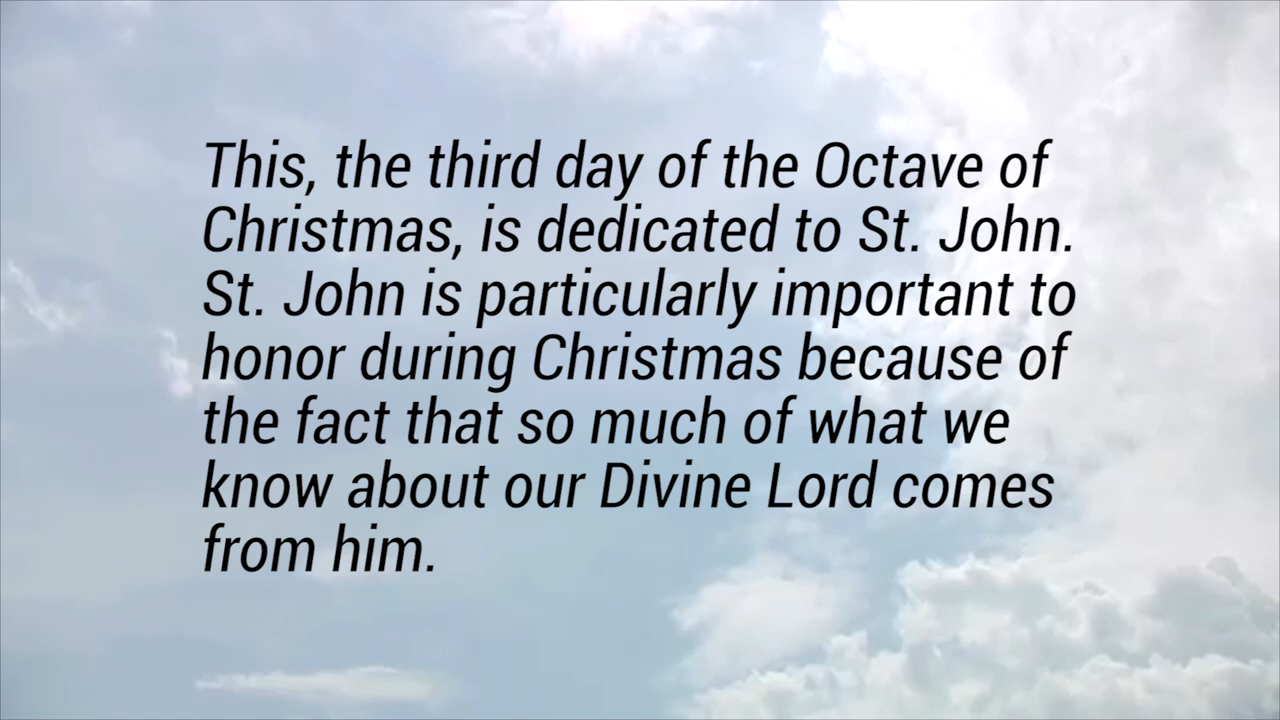 This, the third day of the Octave of
Christmas, is dedicated to St. John.
St. John is particularly important to
honor during Christmas because of
the fact that so much of what we
know about our Divine Lord comes
from him.